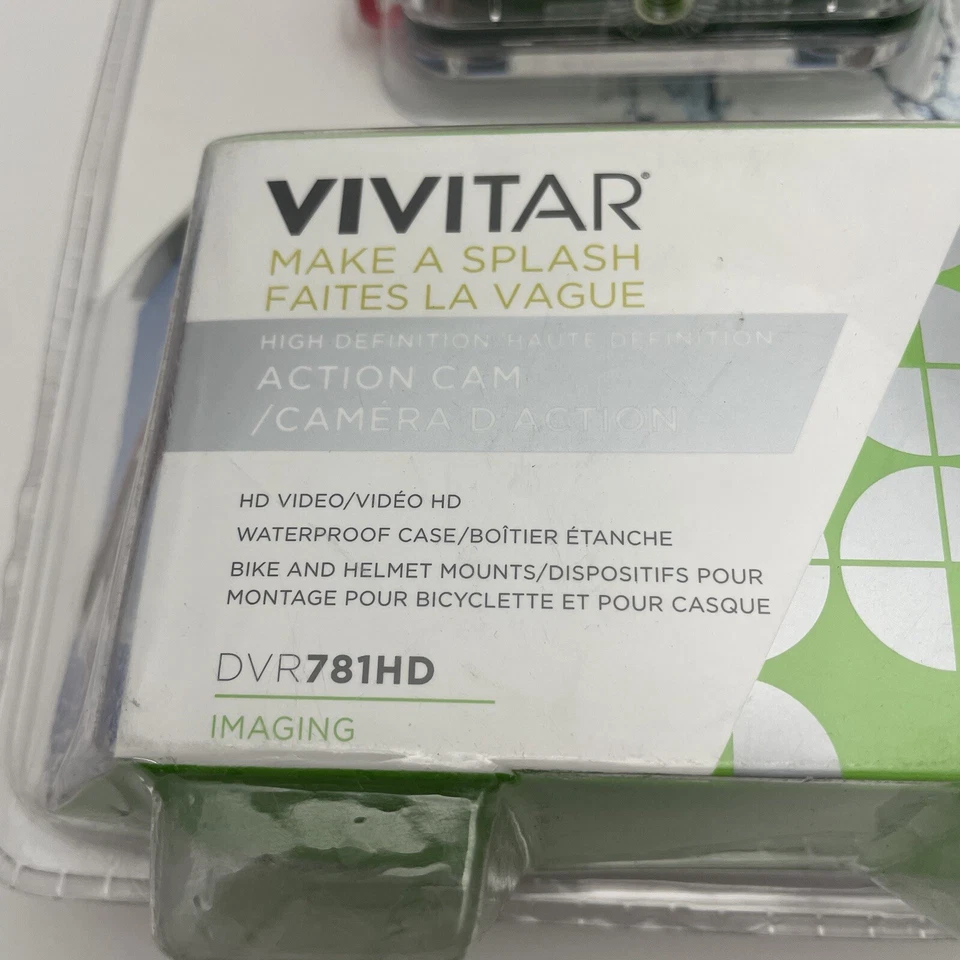 VIVITAR®
MAKE A SPLASH
FAITES LA VAGUE
HIGH DEFINITION/HAUTE DEFINITION
ACTION CAM
/CAMÉRA D'ACTION
HD VIDEO/VIDÉO HD
WATERPROOF CASE/BOÎTIER ÉTANCHE
BIKE AND HELMET MOUNTS/DISPOSITIFS POUR
MONTAGE POUR BICYCLETTE ET POUR CASQUE
DVR781HD
IMAGING